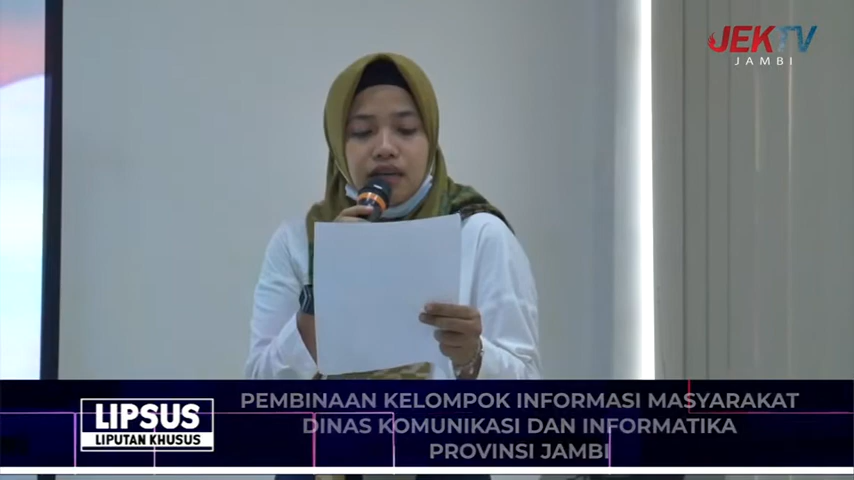 JEKTV
JAMBI
LIPSUS
LIPUTAN KHUSUS
PEMBINAAN KELOMPOK INFORMASI MASYARAKAT
DINAS KOMUNIKASI DAN INFORMATIKA
PROVINSI JAMBI